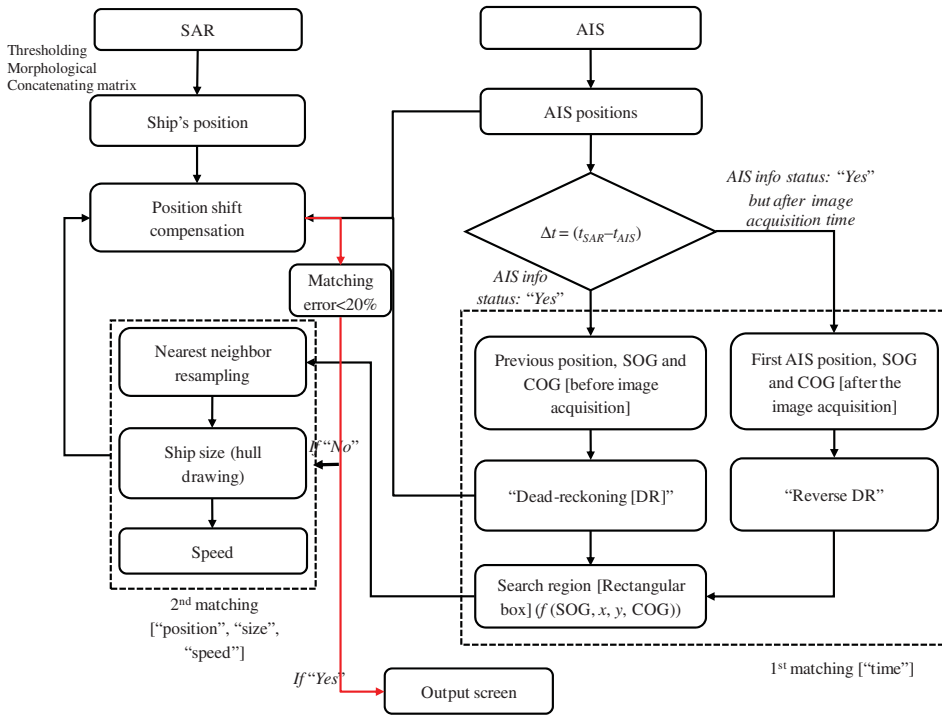 SAR
Thresholding
Morphological
Concatenating matrix
Ship's position
Position shift
compensation
Matching
error<20%
Nearest neighbor
resampling
Ship size (hull
drawing)
If “No”
Speed
2nd matching
[“position”, “size”,
“speed”]
If “Yes”
Output screen
AIS
AIS positions
Δt = (tSAR–tAIS)
AIS info status: “Yes”
but after image
acquisition time
AIS info
status: “Yes”
Previous position, SOG and
COG [before image
acquisition]
First AIS position, SOG
and COG [after the
image acquisition]
“Dead-reckoning [DR]”
“Reverse DR”
Search region [Rectangular
box] (f (SOG, x, y, COG))
1st matching [“time”]